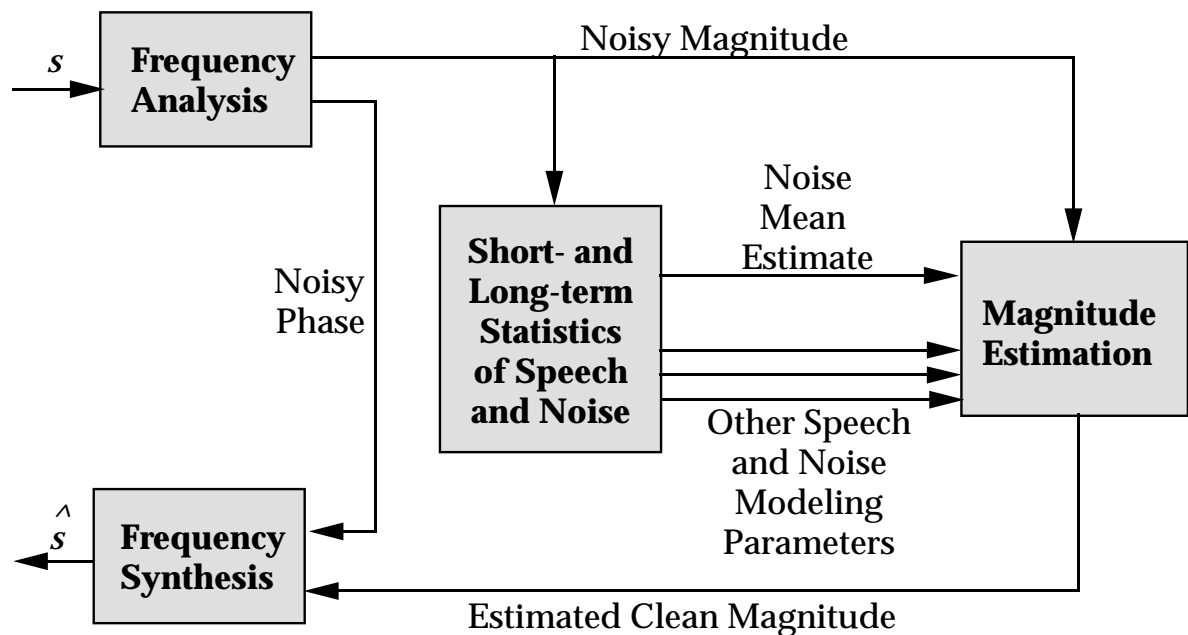 s
Frequency
Analysis
Noisy Magnitude
Noisy
Phase
Short- and
Long-term
Statistics
of Speech
and Noise
Noise
Mean
Estimate
Other Speech
and Noise
Modeling
Parameters
Magnitude
Estimation
ŝ
Frequency
Synthesis
Estimated Clean Magnitude